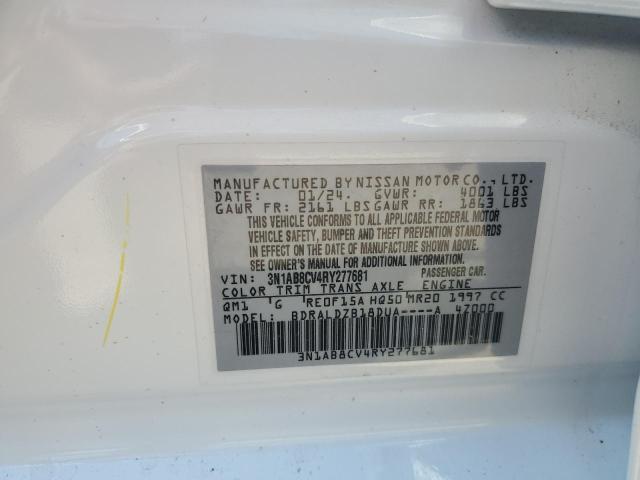 MANUFACTURED BY NISSAN MOTOR CO., LTD.
DATE: 01/24. GVWR: 4001 LBS
GAWR FR: 2161 LBS GAWR RR: 1863 LBS
THIS VEHICLE CONFORMS TO ALL APPLICABLE FEDERAL MOTOR
VEHICLE SAFETY, BUMPER AND THEFT PREVENTION STANDARDS
IN EFFECT ON THE DATE OF MANUFACTURE SHOWN ABOVE.
SEE OWNER'S MANUAL FOR ADDITIONAL INFORMATION
VIN: 3N1AB8CV4RY277681 PASSENGER CAR.
COLOR TRIM TRANS AXLE ENGINE
QM1 G RE0F15A HQ50 MR20 1997 CC
MODEL: BDRALDZB18DUA----A 4Z000
3N1AB8CV4RY277681